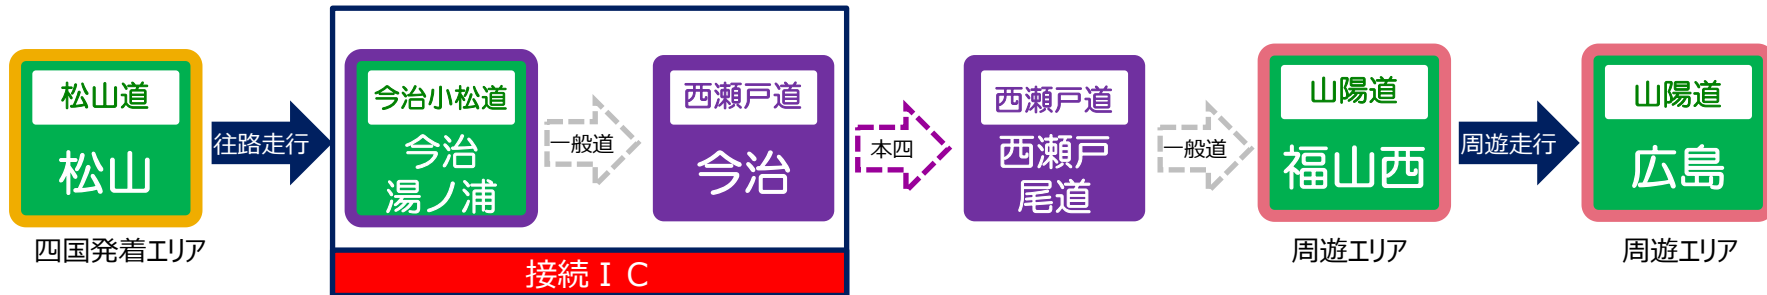 松山道
松山
四国発着エリア
往路走行
今治小松道
今治
湯ノ浦
一般道
西瀬戸道
今治
接続ＩＣ
本四
西瀬戸道
西瀬戸
尾道
一般道
山陽道
福山西
周遊エリア
周遊走行
山陽道
広島
周遊エリア